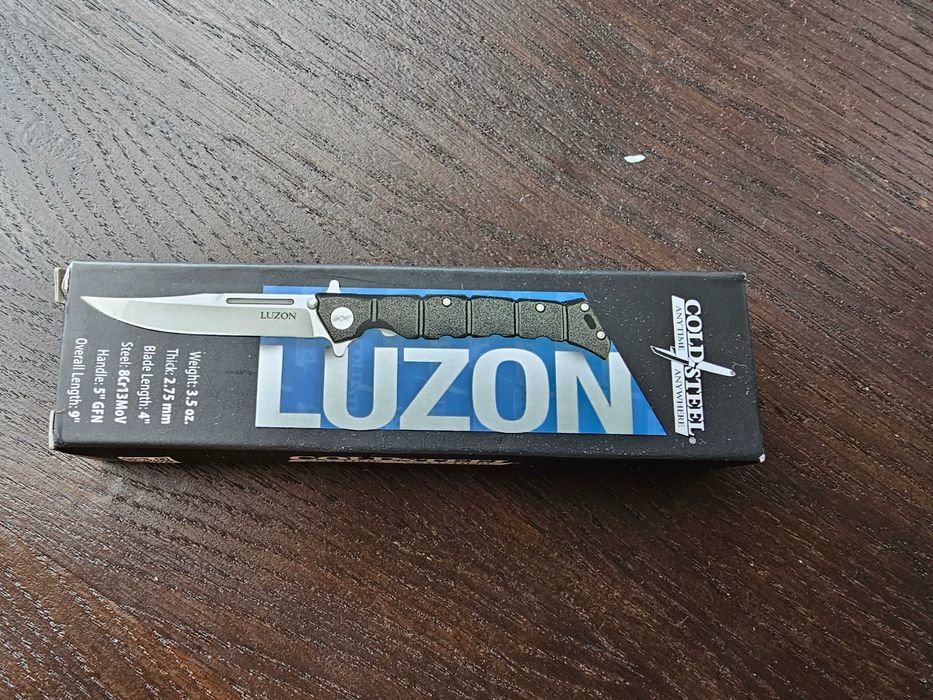 LUZON
LUZON
COLD STEEL®
ANYTIME ANYWHERE
Weight: 3.5 oz.
Thick: 2.75 mm
Blade Length: 4"
Steel: 8Cr13MoV
Handle: 5" GFN
Overall Length: 9"